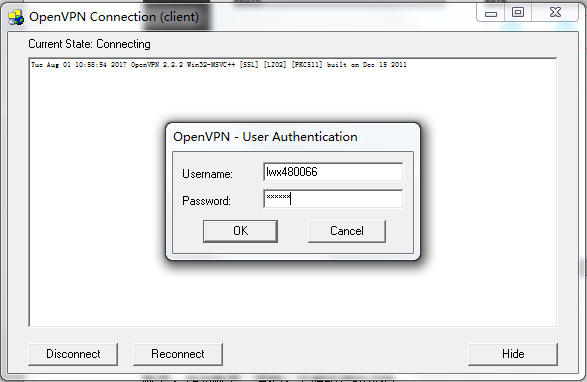 OpenVPN Connection (client)
Current State: Connecting
Tue Aug 01 10:58:54 2017 OpenVPN 2.2.2 Win32-MSVC++ [SSL] [LZO2] [PKCS11] built on Dec 15 2011
OpenVPN - User Authentication
Username: lwx480066
Password: ******
OK Cancel
Disconnect Reconnect Hide